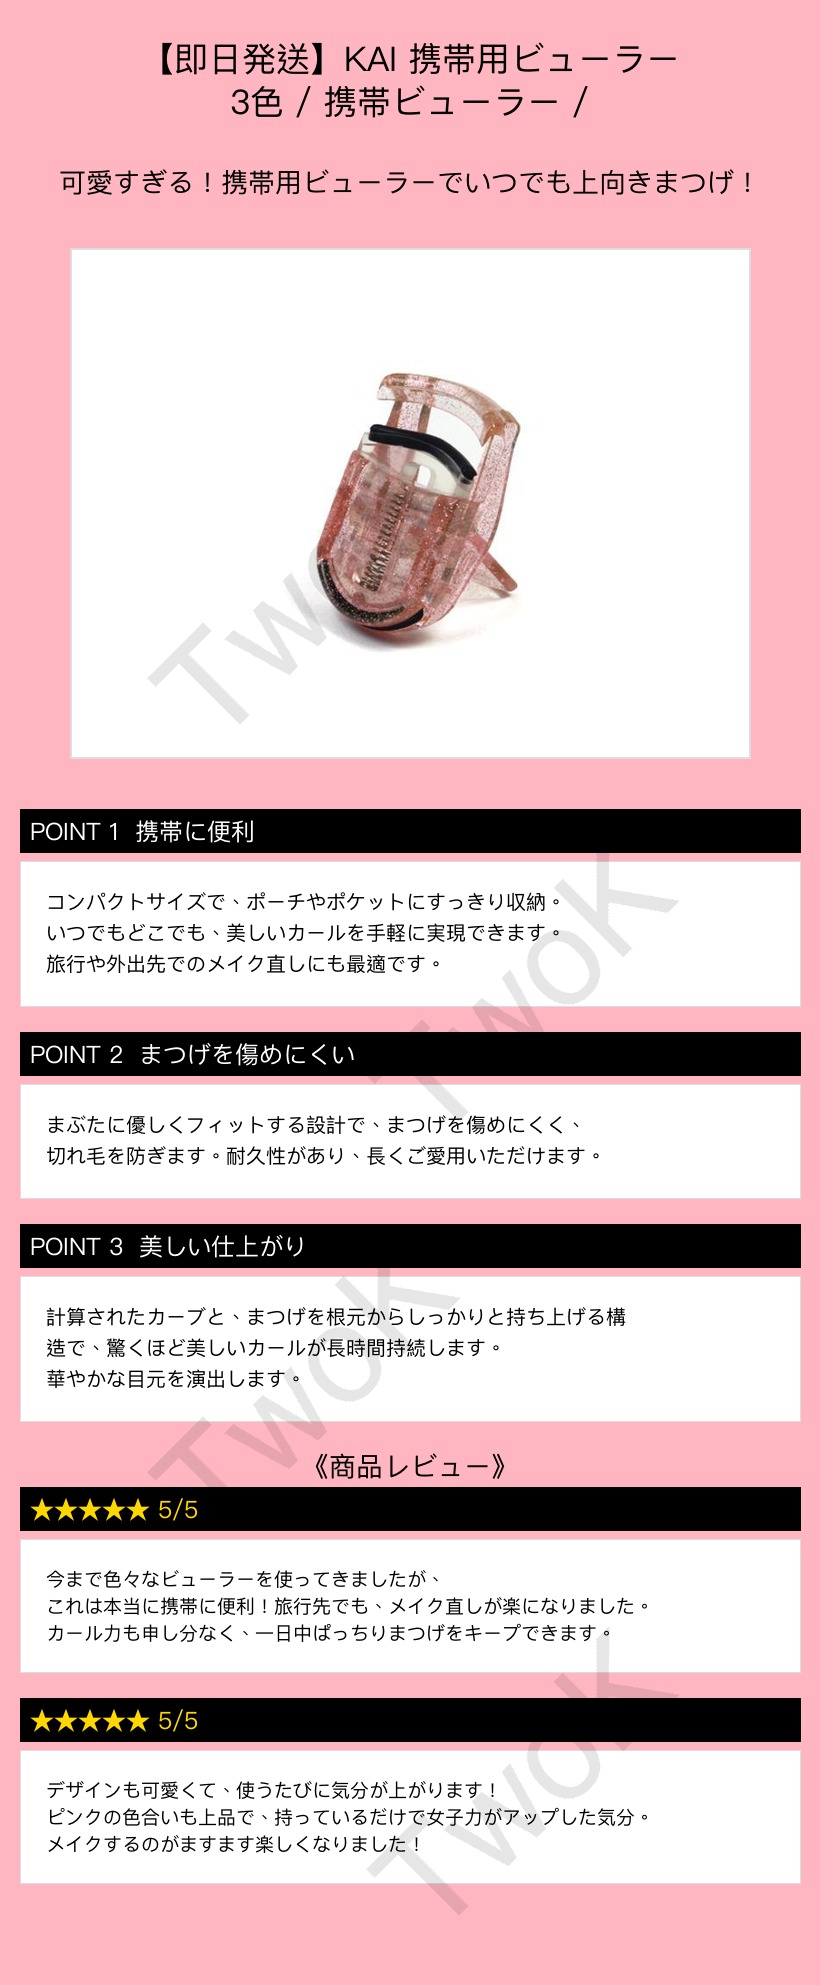 【即日発送】KAI 携帯用ビューラー
3色 / 携帯ビューラー /
可愛すぎる！携帯用ビューラーでいつでも上向きまつげ！
TwoK
POINT 1 携帯に便利
コンパクトサイズで、ポーチやポケットにすっきり収納。
いつでもどこでも、美しいカールを手軽に実現できます。
旅行や外出先でのメイク直しにも最適です。
TwoK
POINT 2 まつげを傷めにくい
まぶたに優しくフィットする設計で、まつげを傷めにくく、
切れ毛を防ぎます。耐久性があり、長くご愛用いただけます。
POINT 3 美しい仕上がり
計算されたカーブと、まつげを根元からしっかりと持ち上げる構
造で、驚くほど美しいカールが長時間持続します。
華やかな目元を演出します。
TwoK
《商品レビュー》
★★★★★ 5/5
今まで色々なビューラーを使ってきましたが、
これは本当に携帯に便利！旅行先でも、メイク直しが楽になりました。
カール力も申し分なく、一日中ぱっちりまつげをキープできます。
★★★★★ 5/5
デザインも可愛くて、使うたびに気分が上がります！
ピンクの色合いも上品で、持っているだけで女子力がアップした気分。
メイクするのがますます楽しくなりました！
TwoK